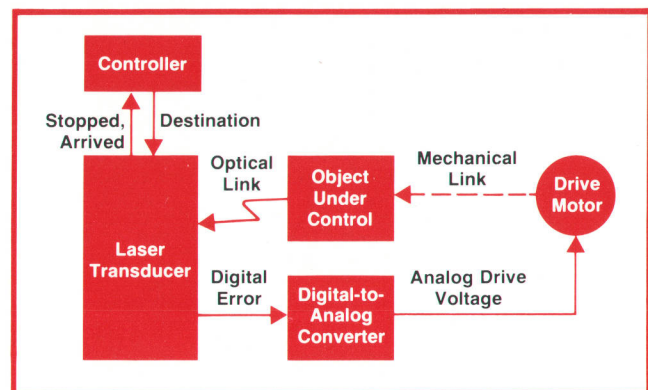 Controller
Stopped,
Arrived
Destination
Optical
Link
Object
Under
Control
Mechanical
Link
Drive
Motor
Laser
Transducer
Digital
Error
Digital-to-
Analog
Converter
Analog Drive
Voltage